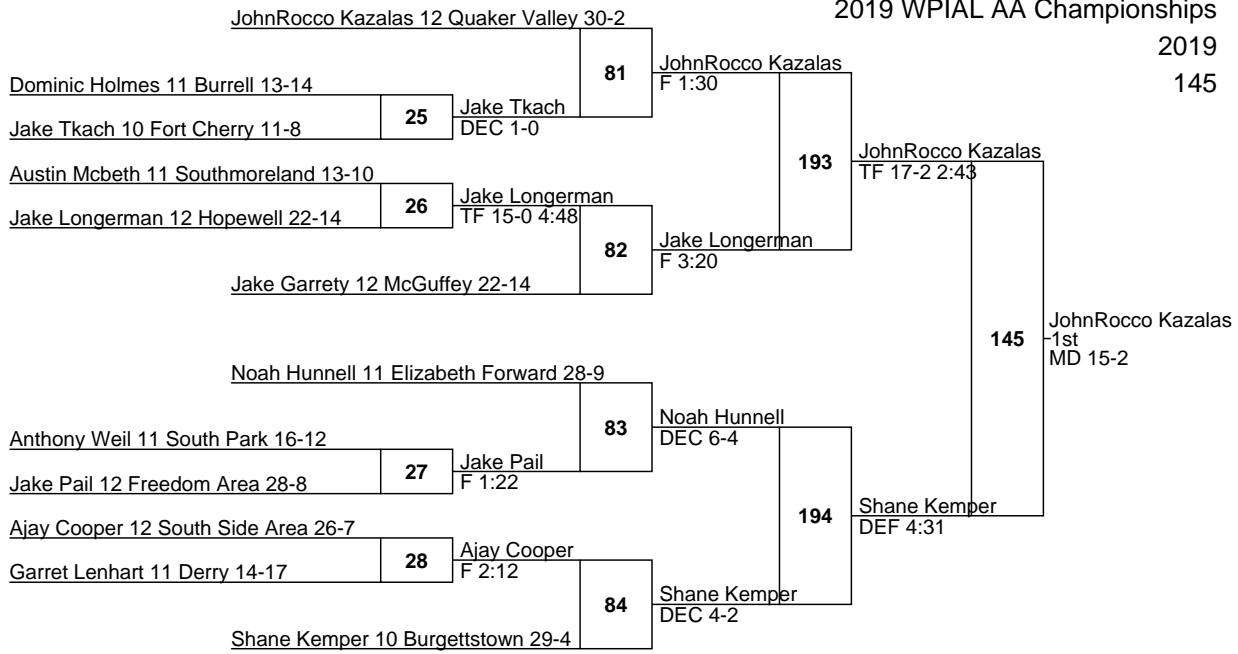 2019 WPIAL AA Championships
2019
145
JohnRocco Kazalas 12 Quaker Valley 30-2
81
JohnRocco Kazalas
F 1:30
Dominic Holmes 11 Burrell 13-14
25
Jake Tkach
DEC 1-0
Jake Tkach 10 Fort Cherry 11-8
193
JohnRocco Kazalas
TF 17-2 2:43
Austin Mcbeth 11 Southmoreland 13-10
26
Jake Longerman
TF 15-0 4:48
Jake Longerman 12 Hopewell 22-14
82
Jake Longerman
F 3:20
Jake Garrety 12 McGuffey 22-14
145
JohnRocco Kazalas
1st
MD 15-2
Noah Hunnell 11 Elizabeth Forward 28-9
83
Noah Hunnell
DEC 6-4
Anthony Weil 11 South Park 16-12
27
Jake Pail
F 1:22
Jake Pail 12 Freedom Area 28-8
194
Shane Kemper
DEF 4:31
Ajay Cooper 12 South Side Area 26-7
28
Ajay Cooper
F 2:12
Garret Lenhart 11 Derry 14-17
84
Shane Kemper
DEC 4-2
Shane Kemper 10 Burgettstown 29-4